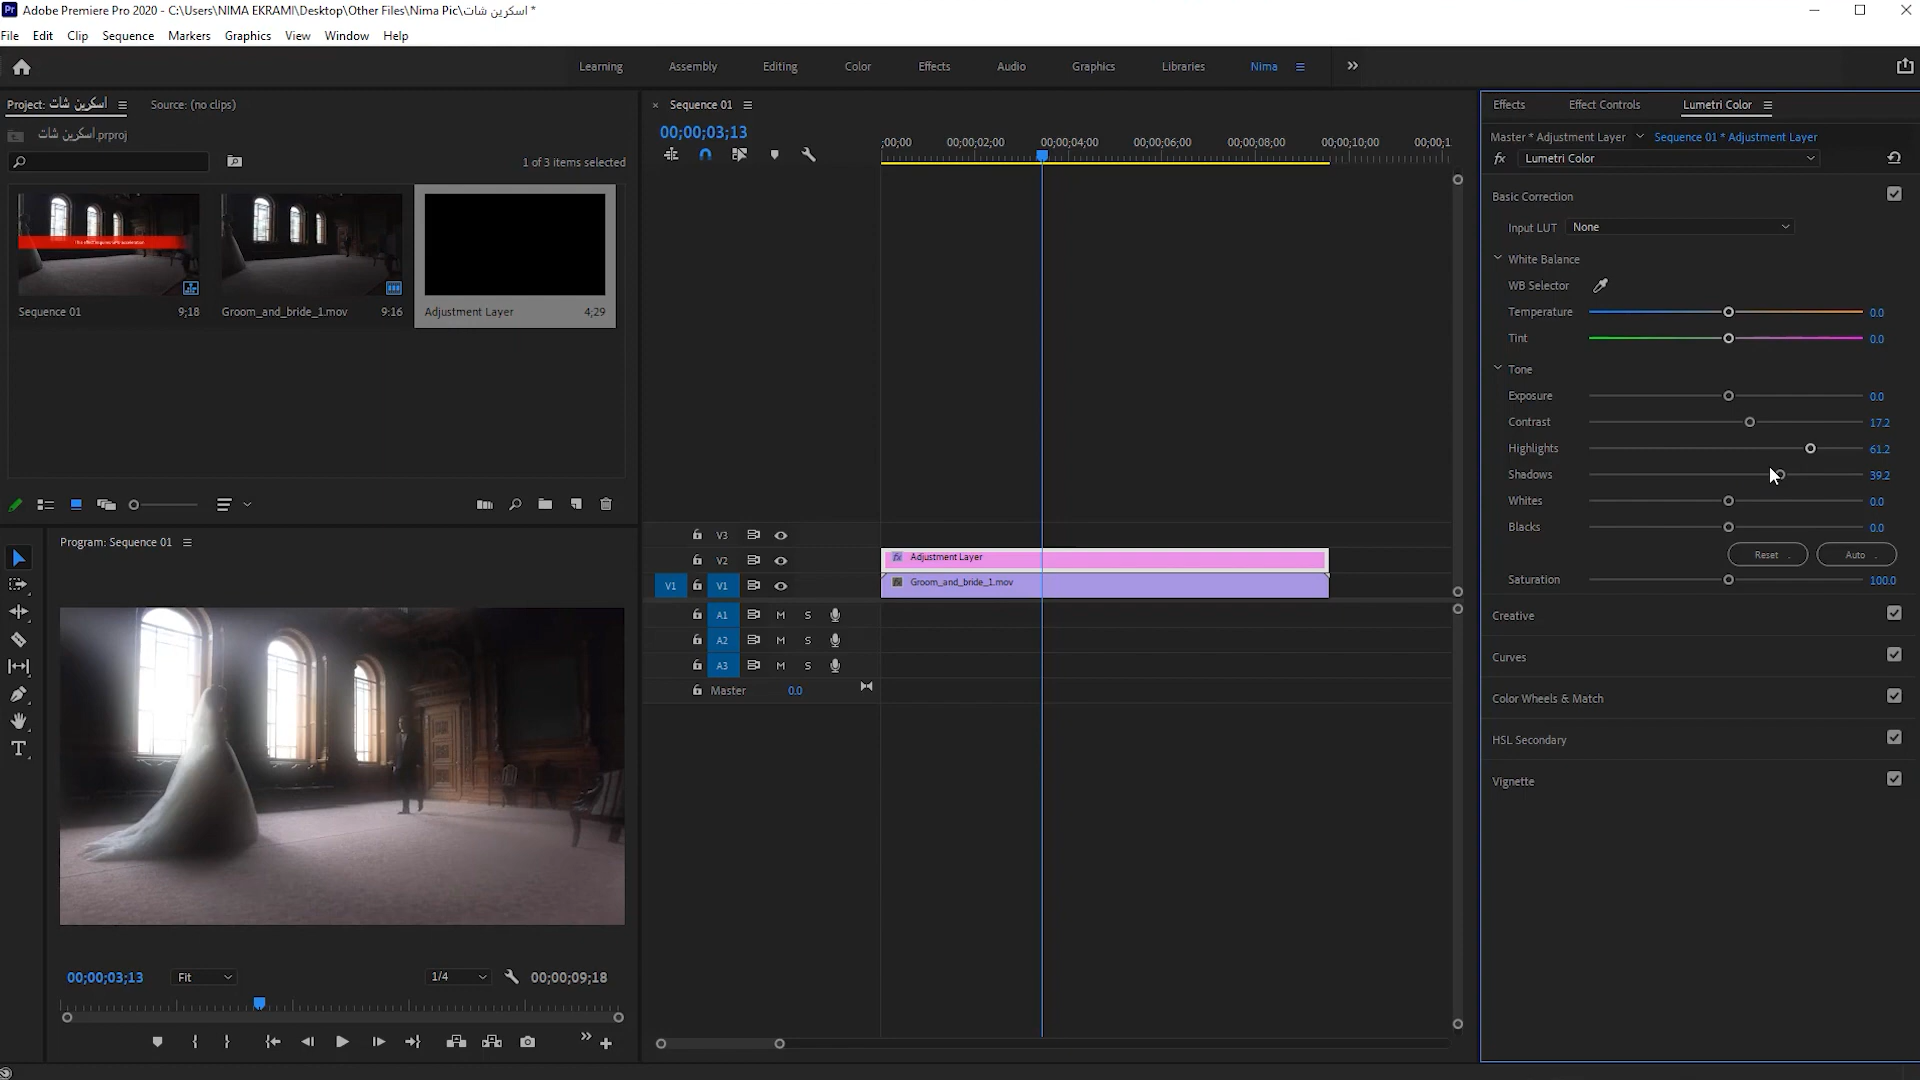 Adobe Premiere Pro 2020 - C:\Users\NIMA EKRAMI\Desktop\Other Files\Nima Pic\اسکرین شات *
File Edit Clip Sequence Markers Graphics View Window Help
Learning Assembly Editing Color Effects Audio Graphics Libraries Nima
Project: اسکرین شات Source: (no clips)
اسکرین شات.prproj
1 of 3 items selected
Sequence 01 9;18
Groom_and_bride_1.mov 9:16
Adjustment Layer 4;29
Program: Sequence 01
00;00;03;13 Fit 1/4 00;00;09;18
Sequence 01
00;00;03;13
;00;00 00;00;02;00 00;00;04;00 00;00;06;00 00;00;08;00 00;00;10;00 00;00;1
V3
V2 Adjustment Layer
V1 V1 Groom_and_bride_1.mov
A1 M S
A2 M S
A3 M S
Master 0.0
Effects Effect Controls Lumetri Color
Master * Adjustment Layer Sequence 01 * Adjustment Layer
fx Lumetri Color
Basic Correction
Input LUT None
White Balance
WB Selector
Temperature 0.0
Tint 0.0
Tone
Exposure 0.0
Contrast 17.2
Highlights 61.2
Shadows 39.2
Whites 0.0
Blacks 0.0
Reset Auto
Saturation 100.0
Creative
Curves
Color Wheels & Match
HSL Secondary
Vignette